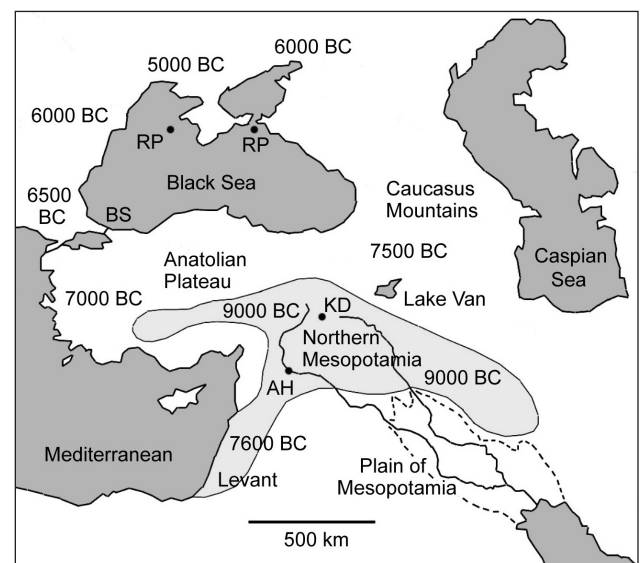 6000 BC
5000 BC
6000 BC
RP
RP
Black Sea
6500
BC
BS
Caucasus
Mountains
7500 BC
Caspian
Sea
Anatolian
Plateau
7000 BC
Lake Van
9000 BC
KD
Northern
Mesopotamia
9000 BC
AH
7600 BC
Mediterranean
Levant
Plain of
Mesopotamia
500 km